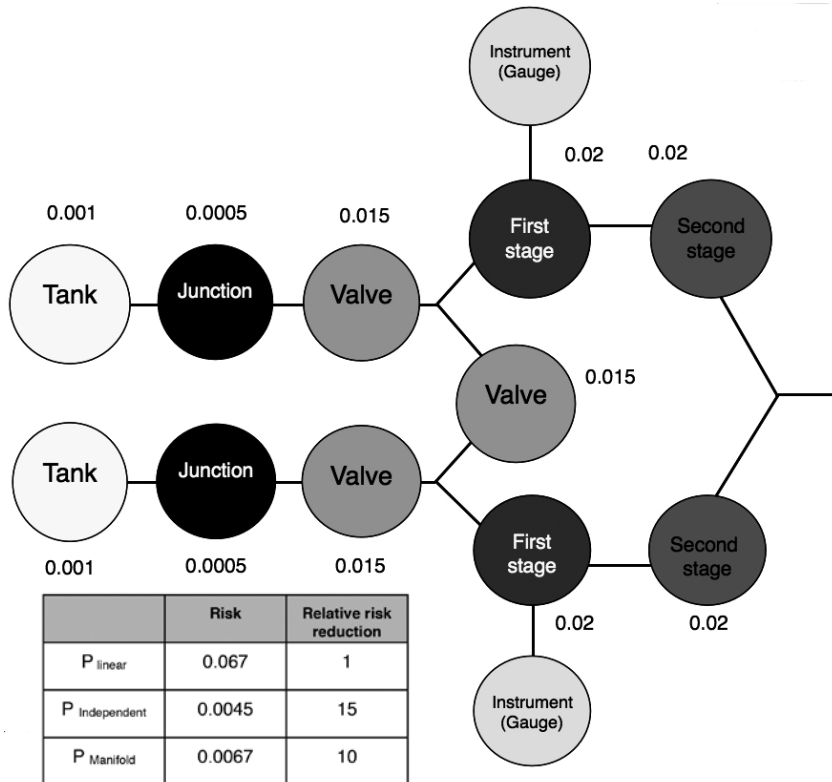 Instrument
(Gauge)
0.02 0.02
0.001 0.0005 0.015
First
stage
Second
stage
Tank Junction Valve
Valve 0.015
Tank Junction Valve
First
stage
Second
stage
0.001 0.0005 0.015
0.02 0.02
Risk Relative risk
reduction
P linear 0.067 1
P Independent 0.0045 15
P Manifold 0.0067 10
Instrument
(Gauge)